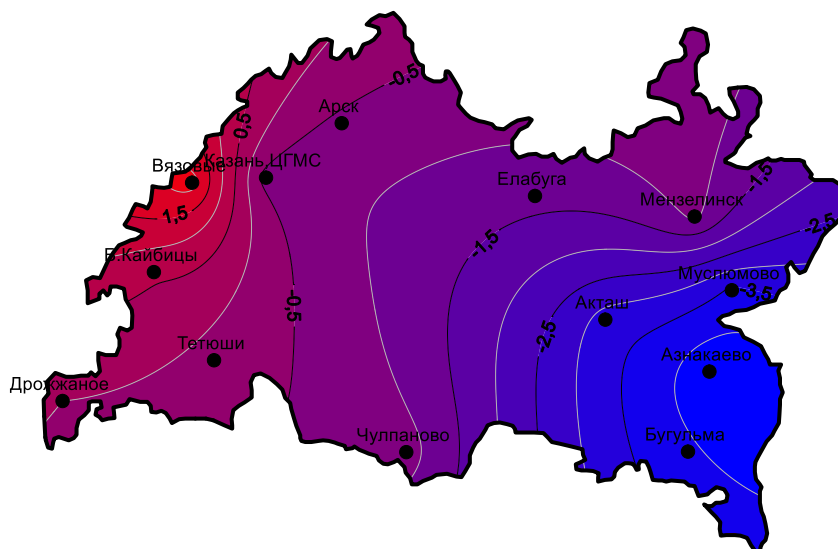 -0,5
Арск
0,5
Вязовые
Казань,ЦГМС
-1,5
Елабуга
Мензелинск
1,5
-2,5
-1,5
Б.Кайбицы
Муслюмово
-3,5
Акташ
-0,5
-2,5
Тетюши
Азнакаево
Дрожжаное
Чулпаново
Бугульма